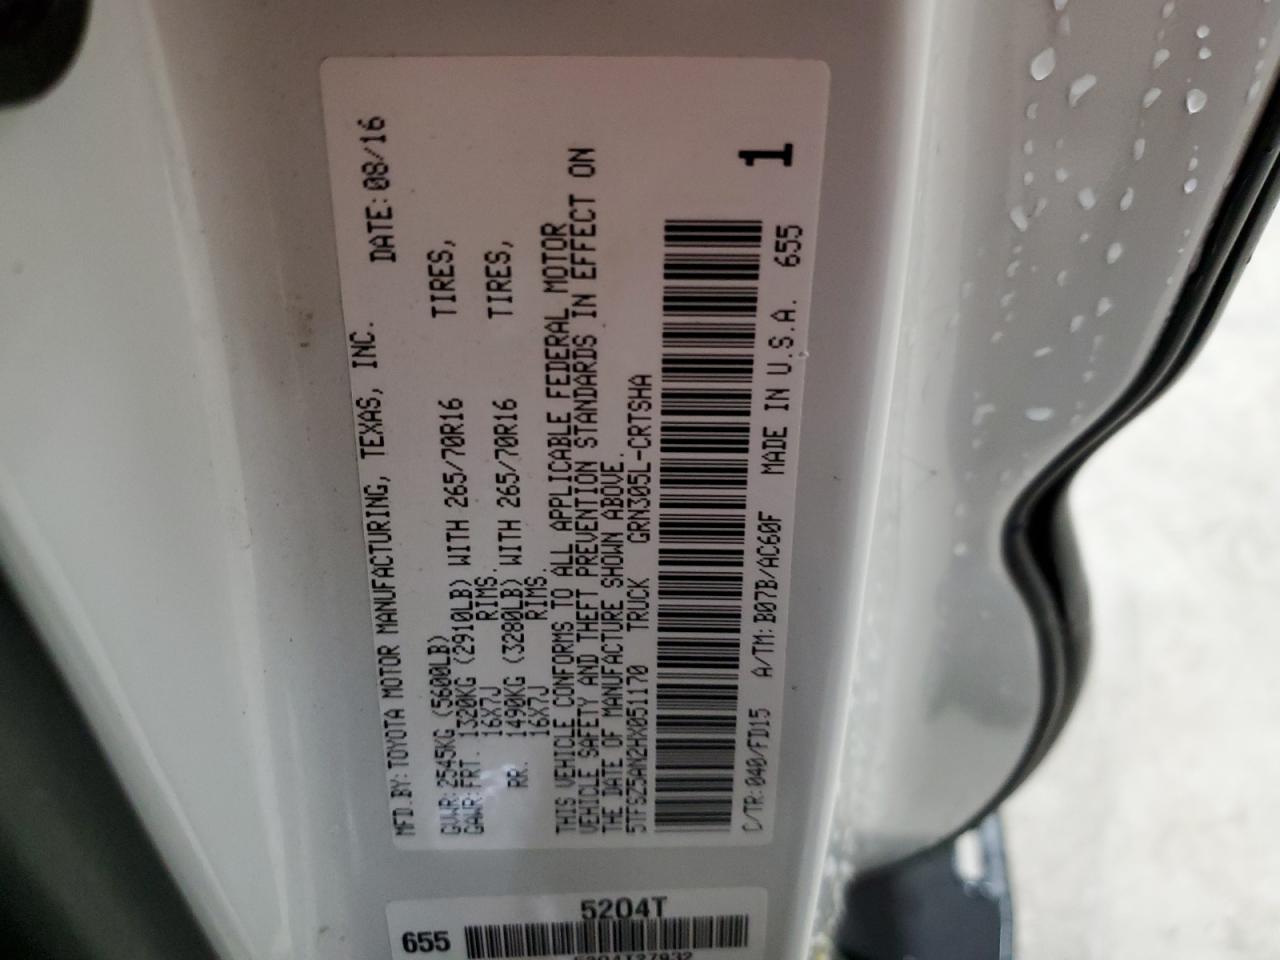 MFD.BY:TOYOTA MOTOR MANUFACTURING, TEXAS, INC. DATE:08/16
GVWR:2545KG (5600LB)
GAWR:FRT. 1320KG (2910LB) WITH 265/70R16 TIRES,
16X7J RIMS.
RR. 1490KG (3280LB) WITH 265/70R16 TIRES,
16X7J RIMS.
THIS VEHICLE CONFORMS TO ALL APPLICABLE FEDERAL MOTOR
VEHICLE SAFETY AND THEFT PREVENTION STANDARDS IN EFFECT ON
THE DATE OF MANUFACTURE SHOWN ABOVE.
5TFSZ5AN2HX051170 TRUCK GRN305L-CRTSHA
C/TR:040/FD15 A/TM:B07B/AC60F MADE IN U.S.A. 655 1
5204T
655